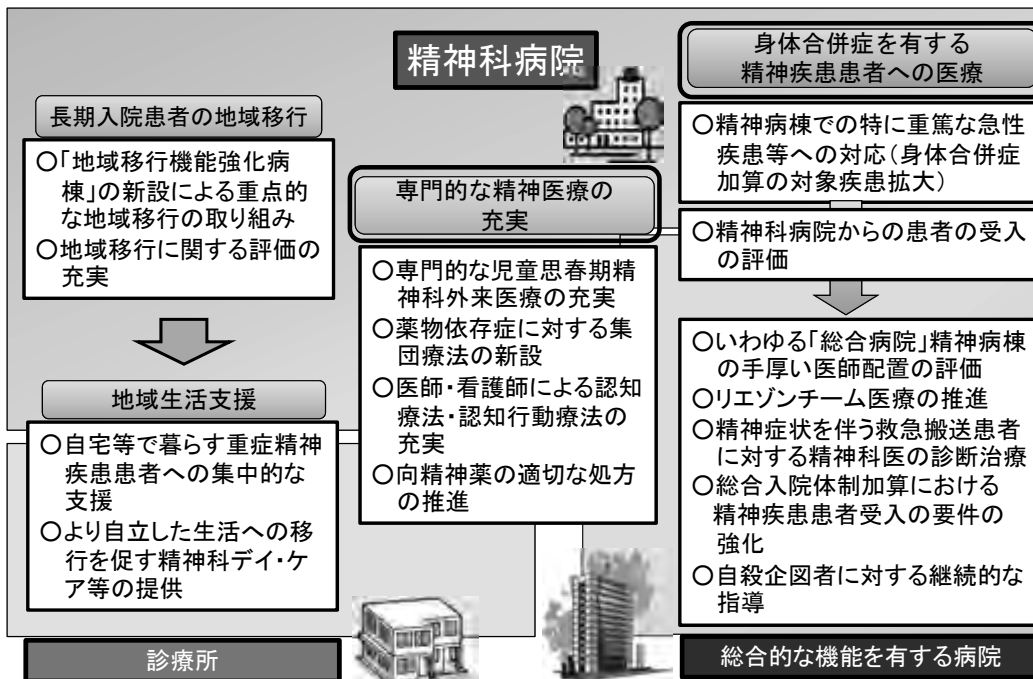 精神科病院
長期入院患者の地域移行
○「地域移行機能強化病
棟」の新設による重点的
な地域移行の取り組み
○地域移行に関する評価の
充実
地域生活支援
○自宅等で暮らす重症精神
疾患患者への集中的な
支援
○より自立した生活への移
行を促す精神科デイ・ケ
ア等の提供
診療所
専門的な精神医療の
充実
○専門的な児童思春期精
神科外来医療の充実
○薬物依存症に対する集
団療法の新設
○医師・看護師による認知
療法・認知行動療法の
充実
○向精神薬の適切な処方
の推進
身体合併症を有する
精神疾患患者への医療
○精神病棟での特に重篤な急性
疾患等への対応（身体合併症
加算の対象疾患拡大）
○精神科病院からの患者の受入
の評価
○いわゆる「総合病院」精神病棟
の手厚い医師配置の評価
○リエゾンチーム医療の推進
○精神症状を伴う救急搬送患者
に対する精神科医の診断治療
○総合入院体制加算における
精神疾患患者受入の要件の
強化
○自殺企図者に対する継続的な
指導
総合的な機能を有する病院